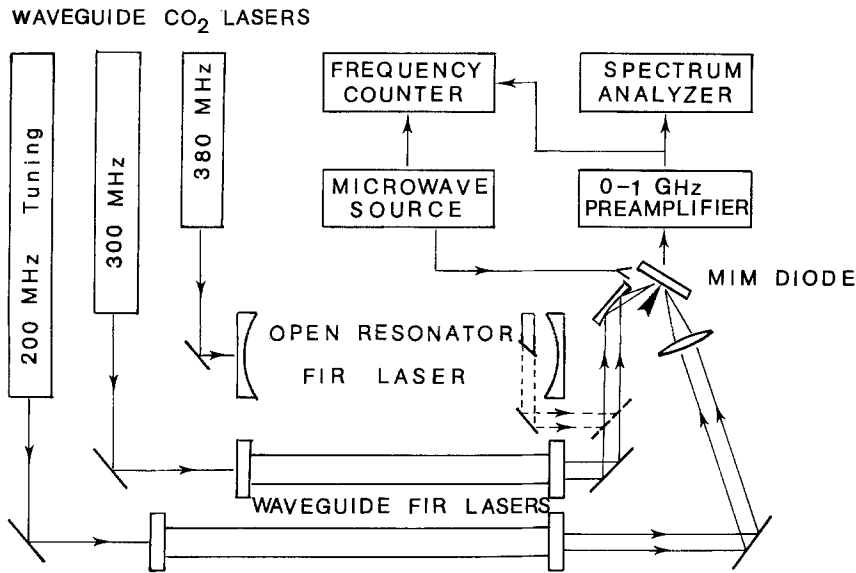 WAVEGUIDE CO2 LASERS
200 MHz Tuning
300 MHz
380 MHz
FREQUENCY
COUNTER
SPECTRUM
ANALYZER
MICROWAVE
SOURCE
0-1 GHz
PREAMPLIFIER
MIM DIODE
OPEN RESONATOR
FIR LASER
WAVEGUIDE FIR LASERS